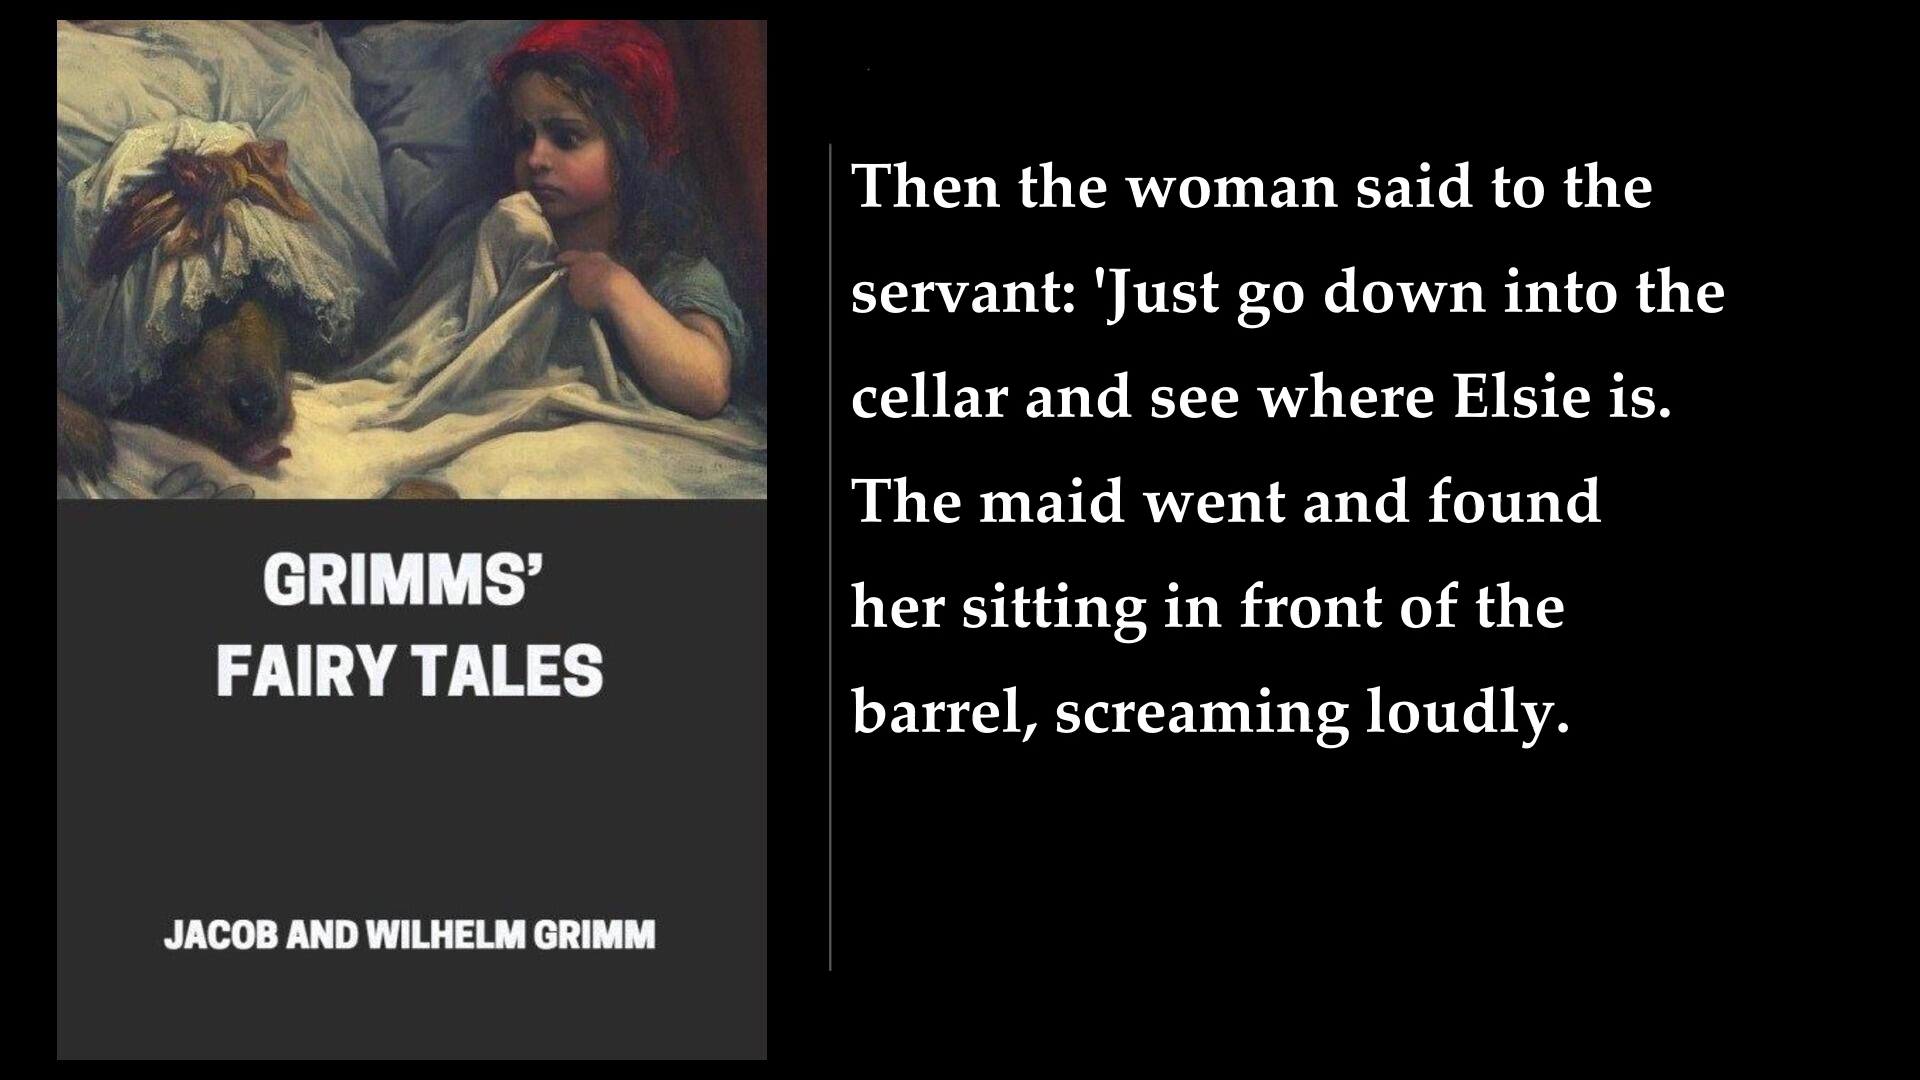 GRIMMS’
FAIRY TALES
JACOB AND WILHELM GRIMM
Then the woman said to the
servant: 'Just go down into the
cellar and see where Elsie is.
The maid went and found
her sitting in front of the
barrel, screaming loudly.